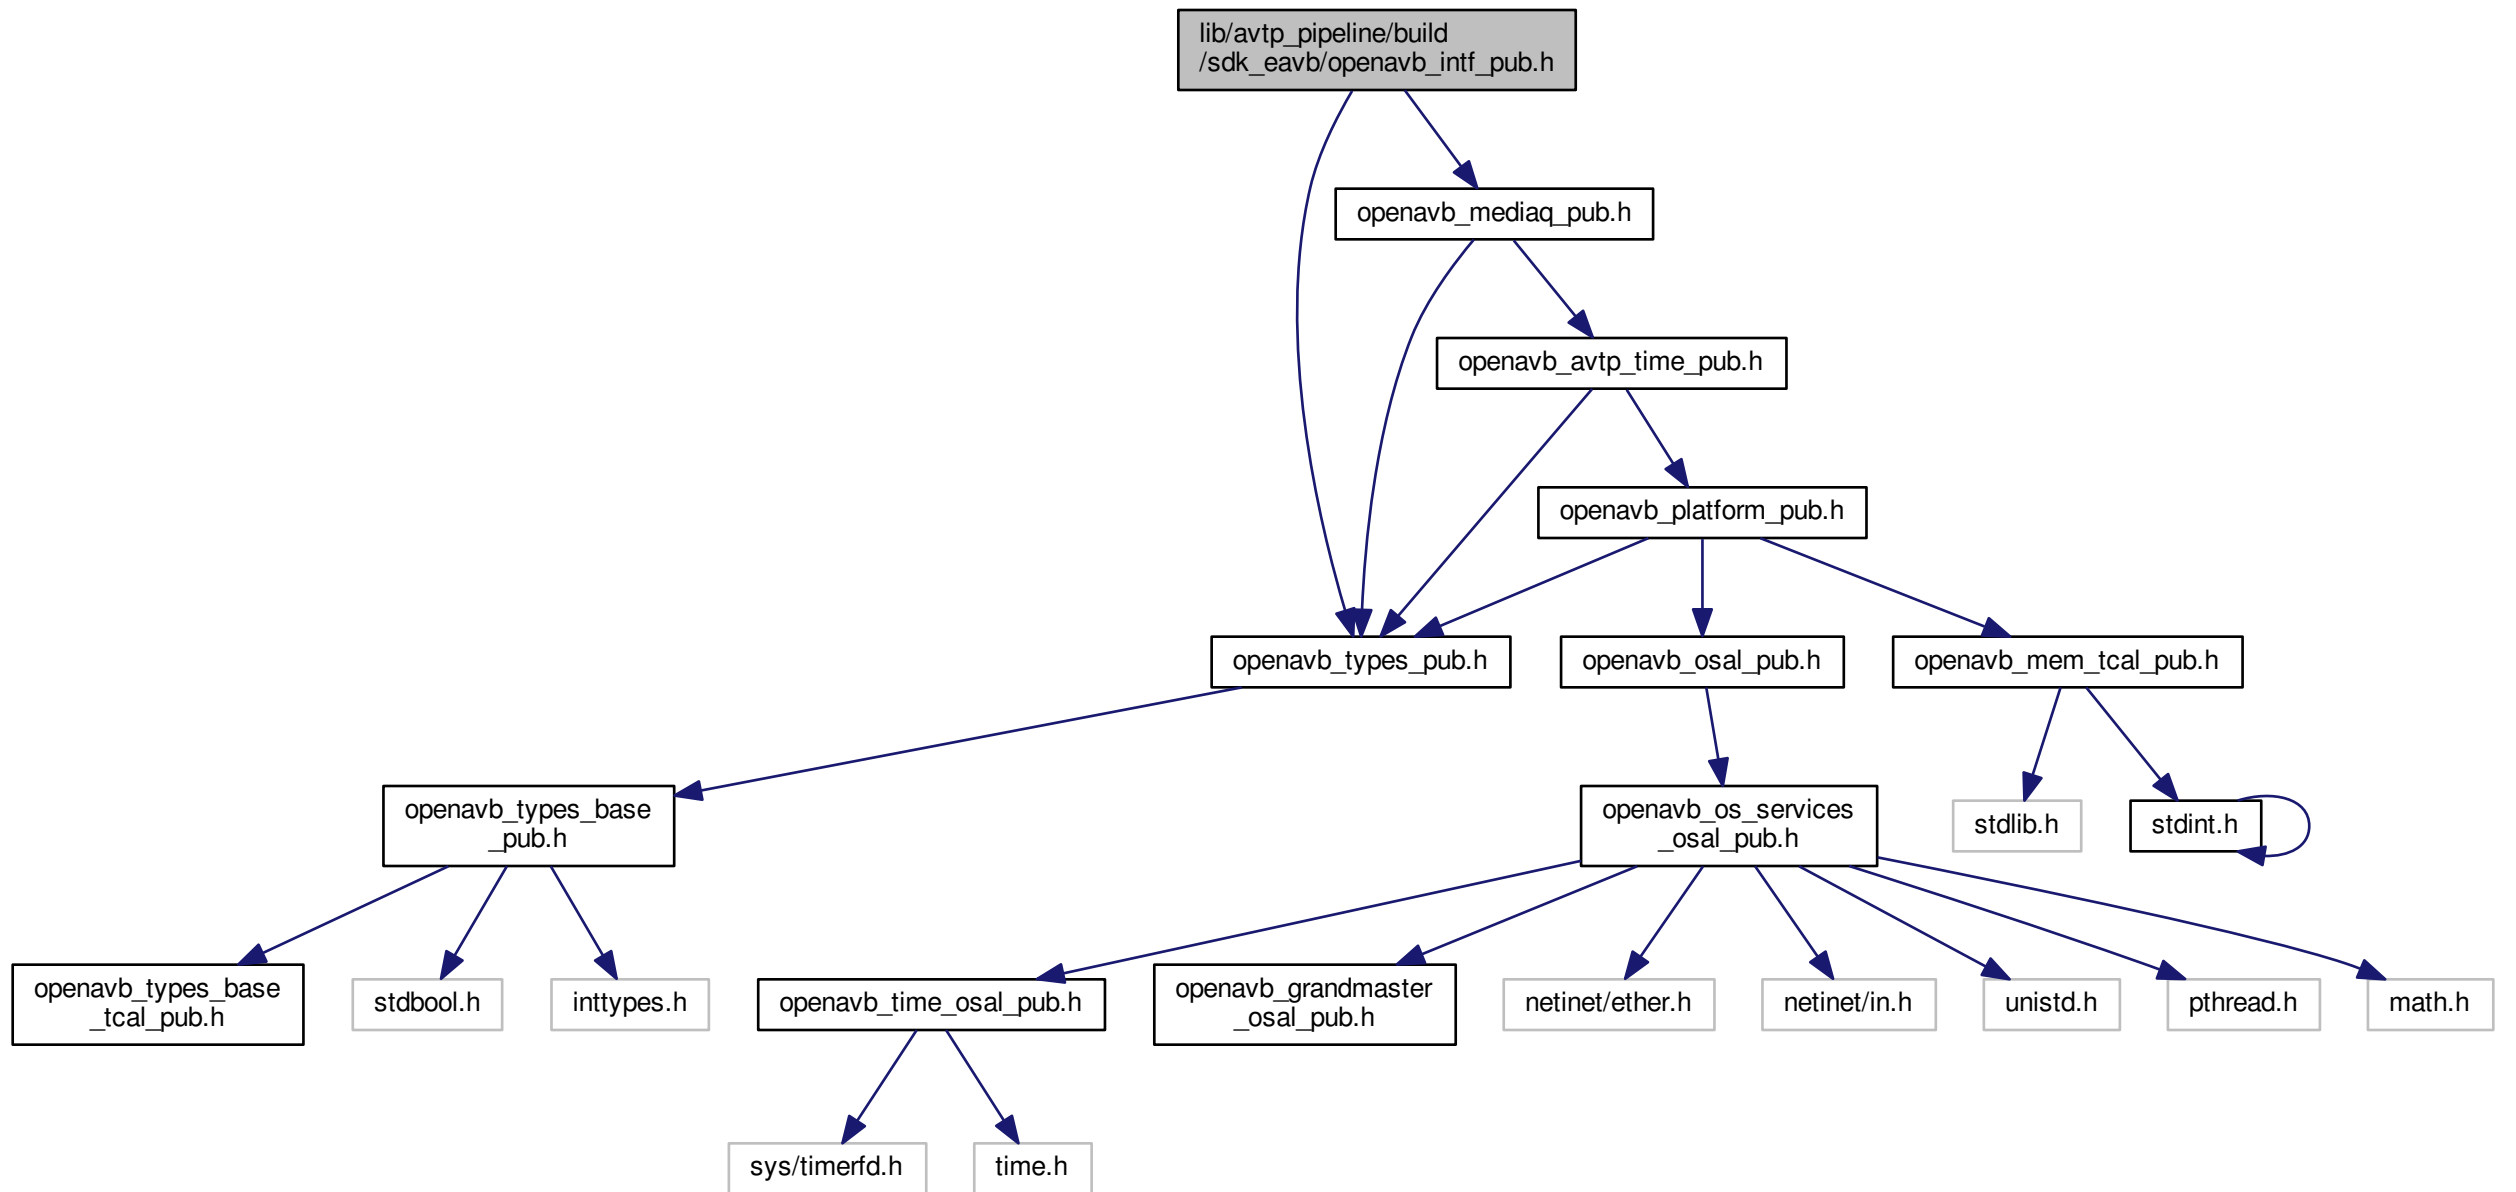 lib/avtp_pipeline/build
/sdk_eavb/openavb_intf_pub.h
openavb_mediaq_pub.h
openavb_avtp_time_pub.h
openavb_platform_pub.h
openavb_types_pub.h
openavb_osal_pub.h
openavb_mem_tcal_pub.h
openavb_types_base
_pub.h
openavb_os_services
_osal_pub.h
stdlib.h
stdint.h
openavb_types_base
_tcal_pub.h
stdbool.h
inttypes.h
openavb_time_osal_pub.h
openavb_grandmaster
_osal_pub.h
netinet/ether.h
netinet/in.h
unistd.h
pthread.h
math.h
sys/timerfd.h
time.h